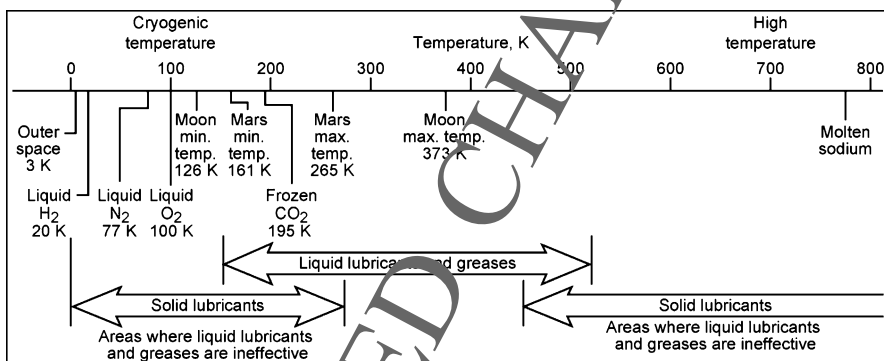 Cryogenic
temperature
Temperature, K
High
temperature
0 100 200 300 400 500 600 700 800
Outer
space
3 K
Moon
min.
temp.
126 K
Mars
min.
temp.
161 K
Mars
max.
temp.
265 K
Moon
max. temp.
373 K
Molten
sodium
Liquid
H2
20 K
Liquid
N2
77 K
Liquid
O2
100 K
Frozen
CO2
195 K
Liquid lubricants and greases
Solid lubricants
Areas where liquid lubricants
and greases are ineffective
Solid lubricants
Areas where liquid lubricants
and greases are ineffective